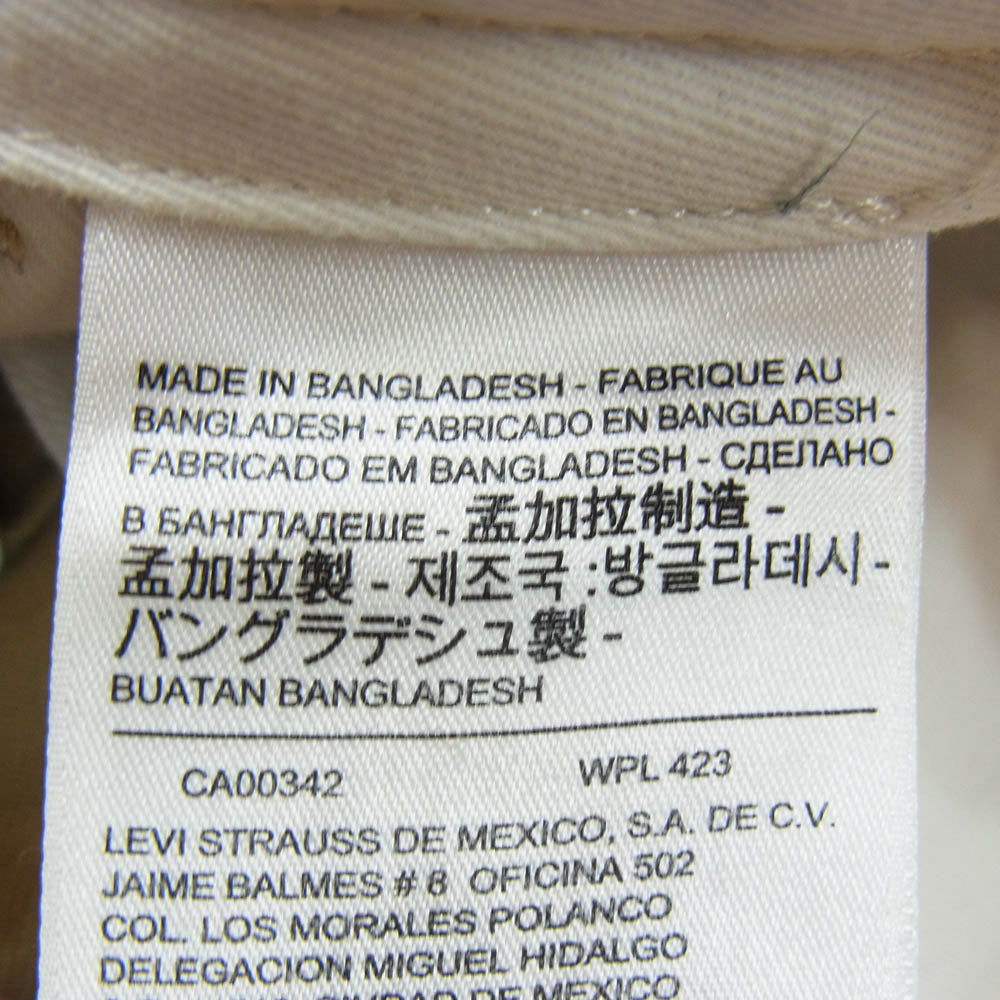 MADE IN BANGLADESH - FABRIQUE AU
BANGLADESH - FABRICADO EN BANGLADESH -
FABRICADO EM BANGLADESH - СДЕЛАНО
В БАНГЛАДЕШЕ - 孟加拉制造 -
孟加拉製 - 제조국 :방글라데시 -
バングラデシュ製 -
BUATAN BANGLADESH
CA00342 WPL 423
LEVI STRAUSS DE MEXICO, S.A. DE C.V.
JAIME BALMES # 8 OFICINA 502
COL. LOS MORALES POLANCO
DELEGACION MIGUEL HIDALGO
CIUDAD DE MEXICO